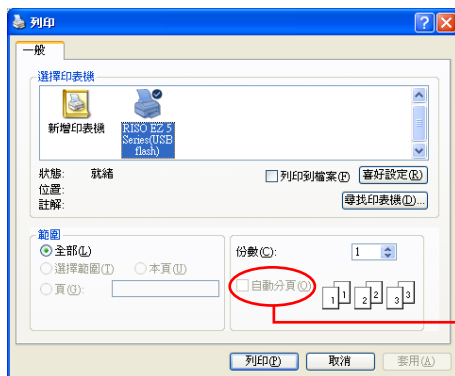 列印
一般
選擇印表機
新增印表機
RISO EZ 5
Series(USB
flash)
狀態: 就緒
位置:
註解:
列印到檔案(F) 喜好設定(R)
尋找印表機(D)...
範圍
全部(L)
選擇範圍(T) 本頁(U)
頁(G):
份數(C): 1
自動分頁(O)
1 1 2 2 3 3
列印(P) 取消 套用(A)